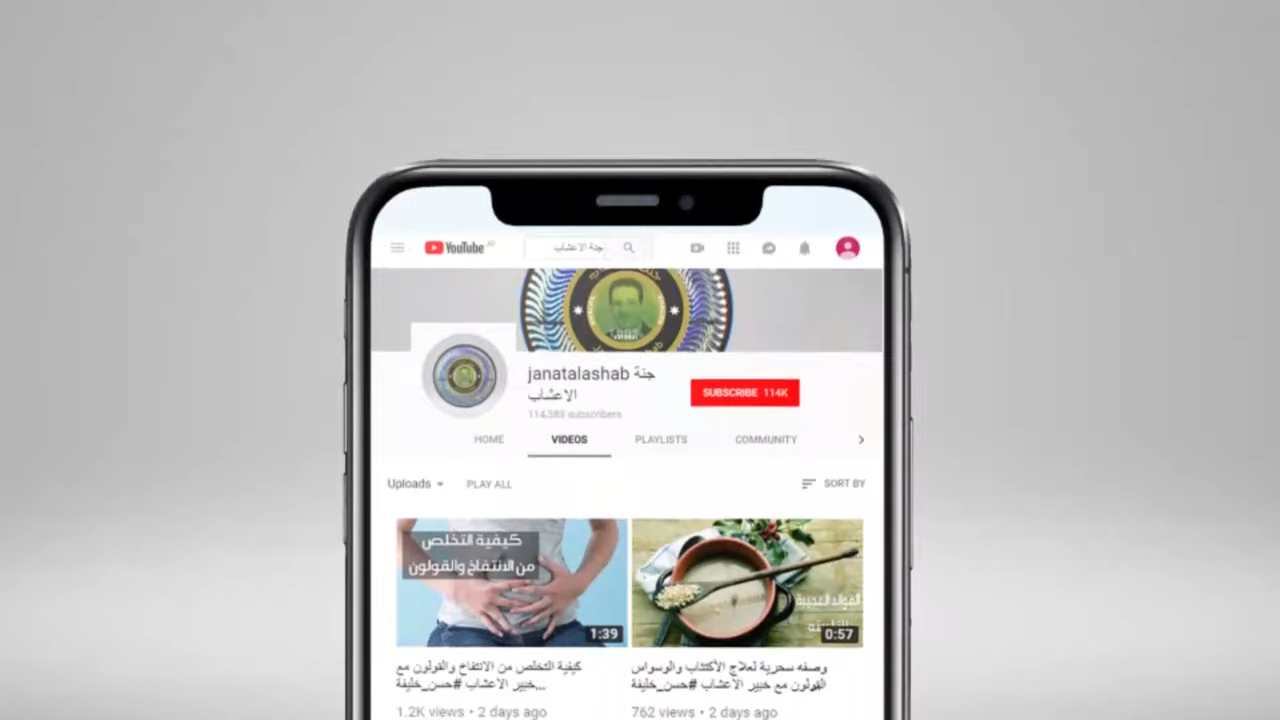 YouTube
جنة الاعشاب
janatalashab جنة
الاعشاب
SUBSCRIBE 114K
subscribers
HOME
VIDEOS
PLAYLISTS
COMMUNITY
Uploads
PLAY ALL
SORT BY
كيفية التخلص
من الانتفاخ والقولون
1:39
0:57
كيفية التخلص من الانتفاخ والقولون مع
خبير الاعشاب #حسن_خليفة...
1.2K views • 2 days ago
وصفه سحرية لعلاج الأكتئاب والوسواس
القولون مع خبير الاعشاب #حسن_خليفة
762 views • 2 days ago